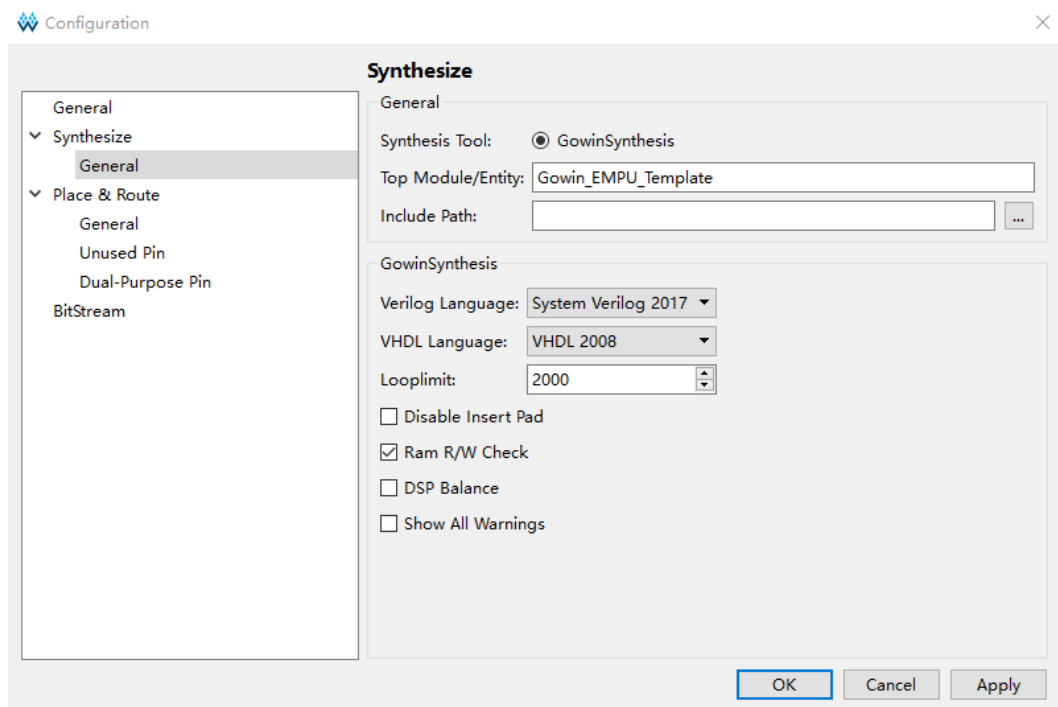 Configuration
General
Synthesize
General
Place & Route
General
Unused Pin
Dual-Purpose Pin
BitStream
Synthesize
General
Synthesis Tool: GowinSynthesis
Top Module/Entity: Gowin_EMPU_Template
Include Path: ...
GowinSynthesis
Verilog Language: System Verilog 2017
VHDL Language: VHDL 2008
Looplimit: 2000
Disable Insert Pad
Ram R/W Check
DSP Balance
Show All Warnings
OK Cancel Apply